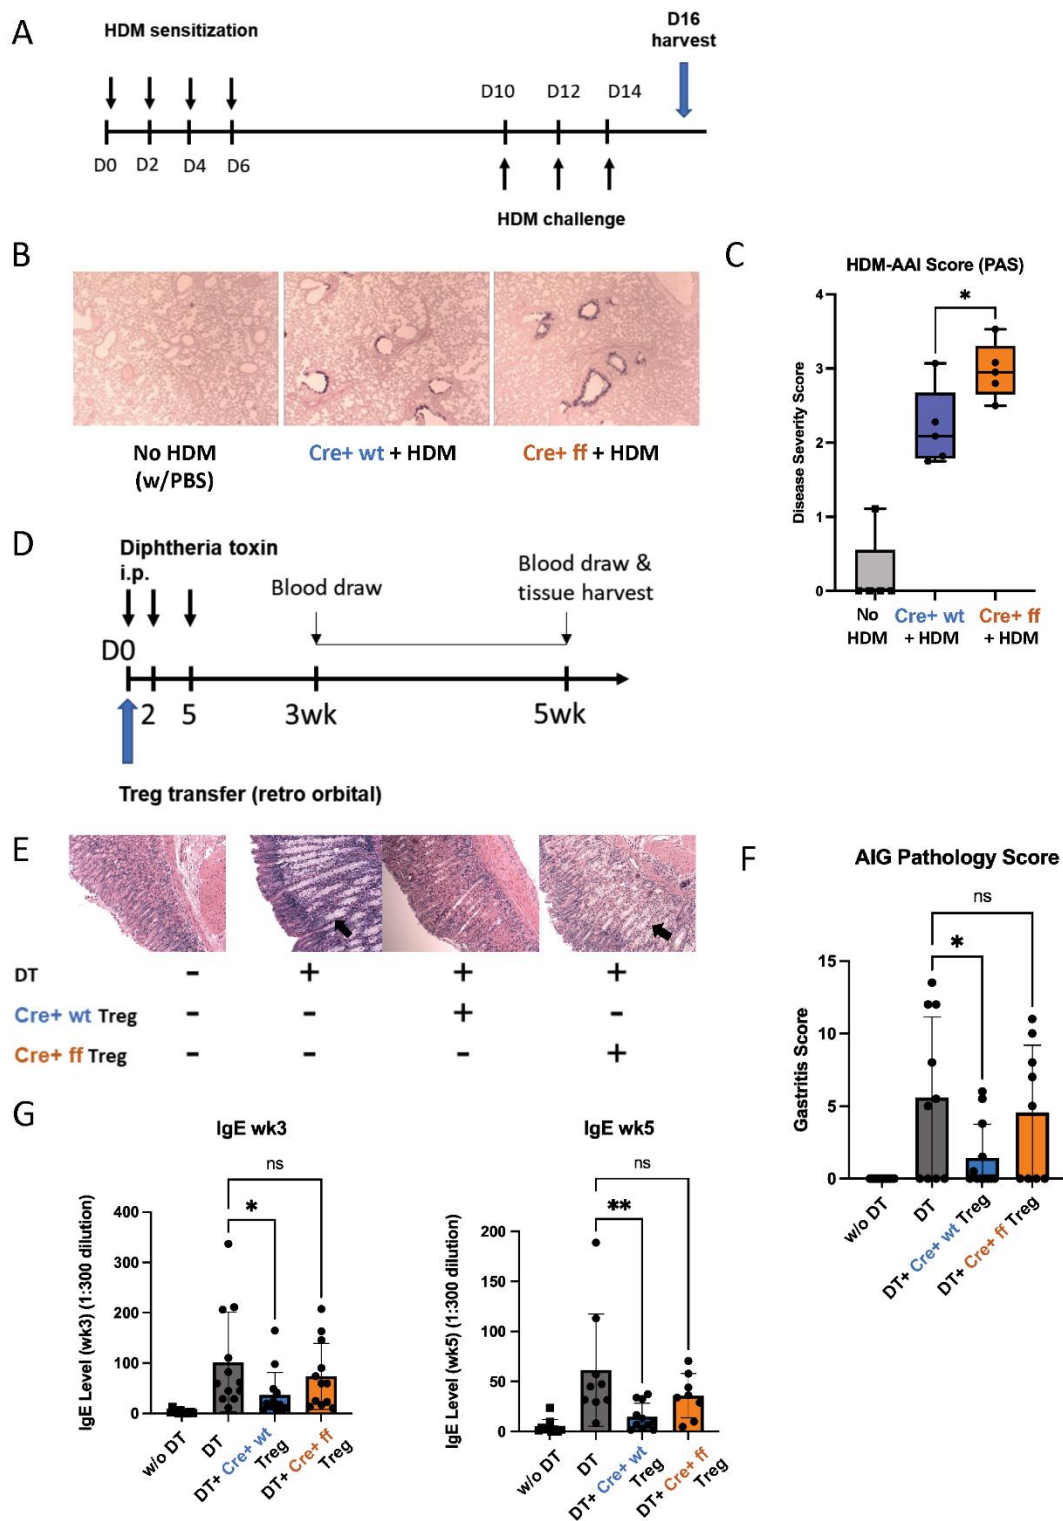 A
HDM sensitization
D16
harvest
D0 D2 D4 D6
D10 D12 D14
HDM challenge
B
No HDM
(w/PBS)
Cre+ wt + HDM
Cre+ ff + HDM
C
HDM-AAI Score (PAS)
Disease Severity Score
4
3
2
1
0
*
No
HDM
Cre+ wt
+ HDM
Cre+ ff
+ HDM
D
Diphtheria toxin
i.p.
Blood draw
Blood draw &
tissue harvest
D0
2 5 3wk 5wk
Treg transfer (retro orbital)
E
DT - + + +
Cre+ wt Treg - - + -
Cre+ ff Treg - - - +
F
AIG Pathology Score
ns
*
Gastritis Score
15
10
5
0
w/o DT
DT
DT+ Cre+ wt Treg
DT+ Cre+ ff Treg
G
IgE wk3
ns
*
IgE Level (wk3) (1:300 dilution)
400
300
200
100
0
w/o DT
DT
DT+ Cre+ wt
Treg
DT+ Cre+ ff
Treg
IgE wk5
ns
**
IgE Level (wk5) (1:300 dilution)
200
150
100
50
0
w/o DT
DT
DT+ Cre+ wt
Treg
DT+ Cre+ ff
Treg